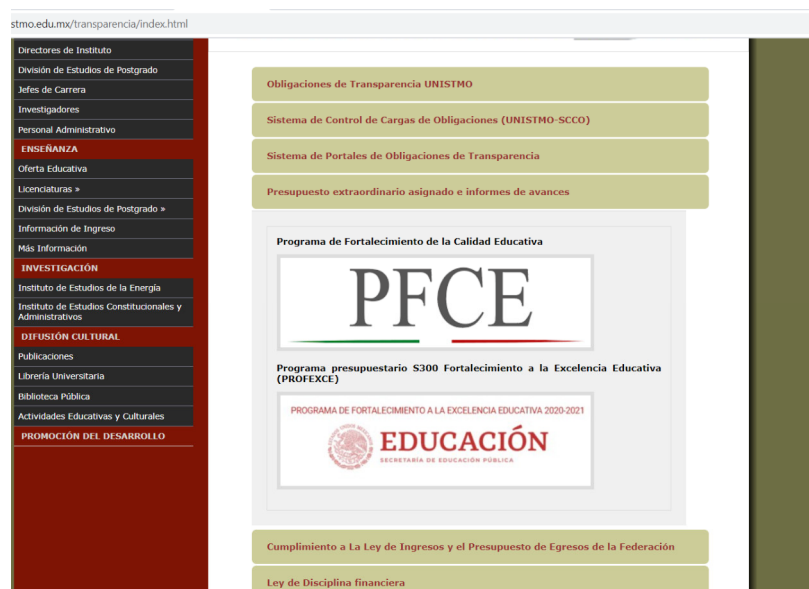 stmo.edu.mx/transparencia/index.html
Directores de Instituto
División de Estudios de Postgrado
Jefes de Carrera
Investigadores
Personal Administrativo
ENSEÑANZA
Oferta Educativa
Licenciaturas »
División de Estudios de Postgrado »
Información de Ingreso
Más Información
INVESTIGACIÓN
Instituto de Estudios de la Energía
Instituto de Estudios Constitucionales y
Administrativos
DIFUSIÓN CULTURAL
Publicaciones
Librería Universitaria
Biblioteca Pública
Actividades Educativas y Culturales
PROMOCIÓN DEL DESARROLLO
Obligaciones de Transparencia UNISTMO
Sistema de Control de Cargas de Obligaciones (UNISTMO-SCCO)
Sistema de Portales de Obligaciones de Transparencia
Presupuesto extraordinario asignado e informes de avances
Programa de Fortalecimiento de la Calidad Educativa
PFCE
Programa presupuestario S300 Fortalecimiento a la Excelencia Educativa
(PROFEXCE)
PROGRAMA DE FORTALECIMIENTO A LA EXCELENCIA EDUCATIVA 2020-2021
EDUCACIÓN
SECRETARÍA DE EDUCACIÓN PÚBLICA
Cumplimiento a La Ley de Ingresos y el Presupuesto de Egresos de la Federación
Ley de Disciplina financiera